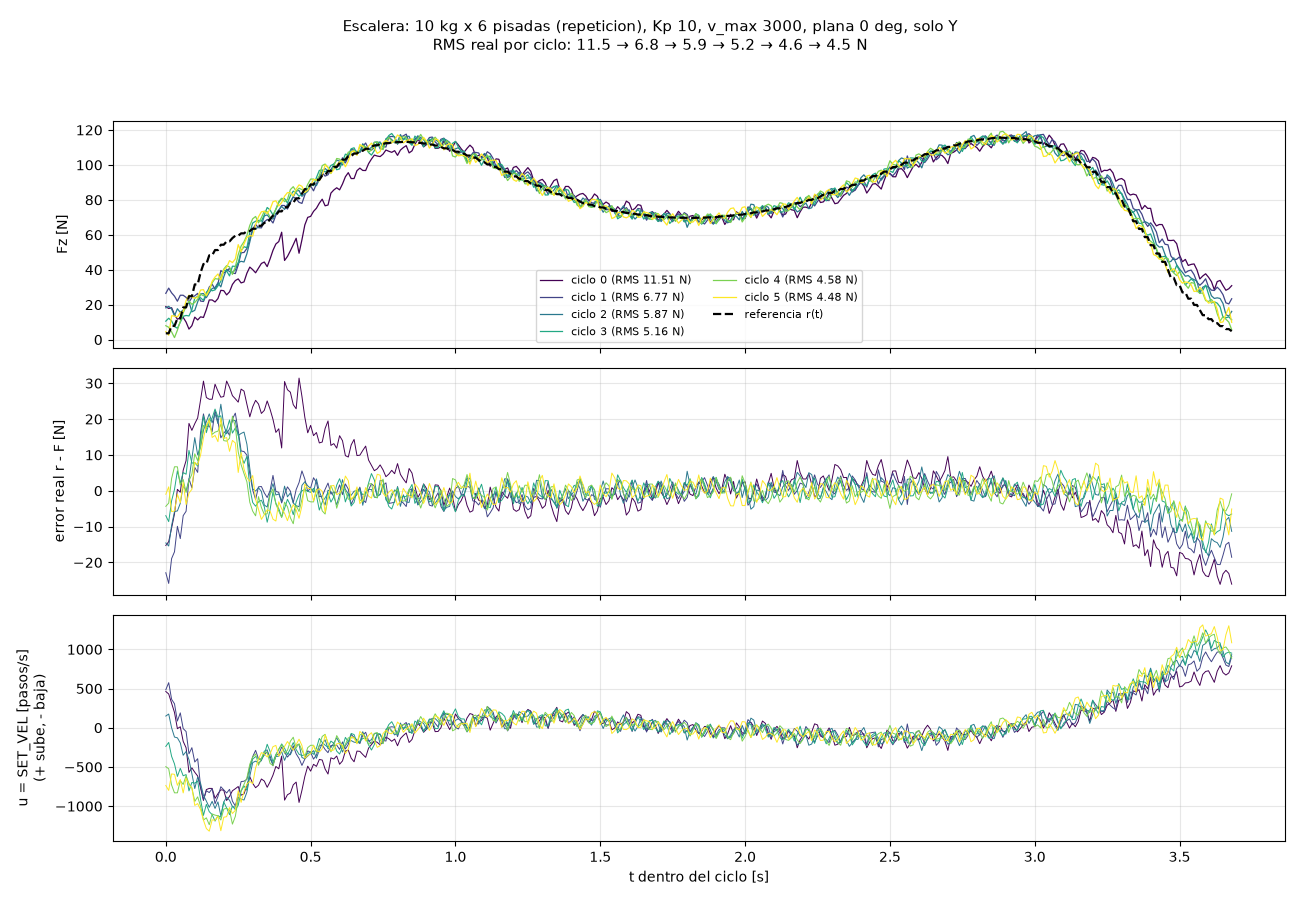 Escalera: 10 kg x 6 pisadas (repeticion), Kp 10, v_max 3000, plana 0 deg, solo Y
RMS real por ciclo: 11.5 → 6.8 → 5.9 → 5.2 → 4.6 → 4.5 N
Fz [N]
120
100
80
60
40
20
0
ciclo 0 (RMS 11.51 N)
ciclo 1 (RMS 6.77 N)
ciclo 2 (RMS 5.87 N)
ciclo 3 (RMS 5.16 N)
ciclo 4 (RMS 4.58 N)
ciclo 5 (RMS 4.48 N)
referencia r(t)
error real r - F [N]
30
20
10
0
−10
−20
u = SET_VEL [pasos/s]
(+ sube, - baja)
1000
500
0
−500
−1000
0.0 0.5 1.0 1.5 2.0 2.5 3.0 3.5
t dentro del ciclo [s]